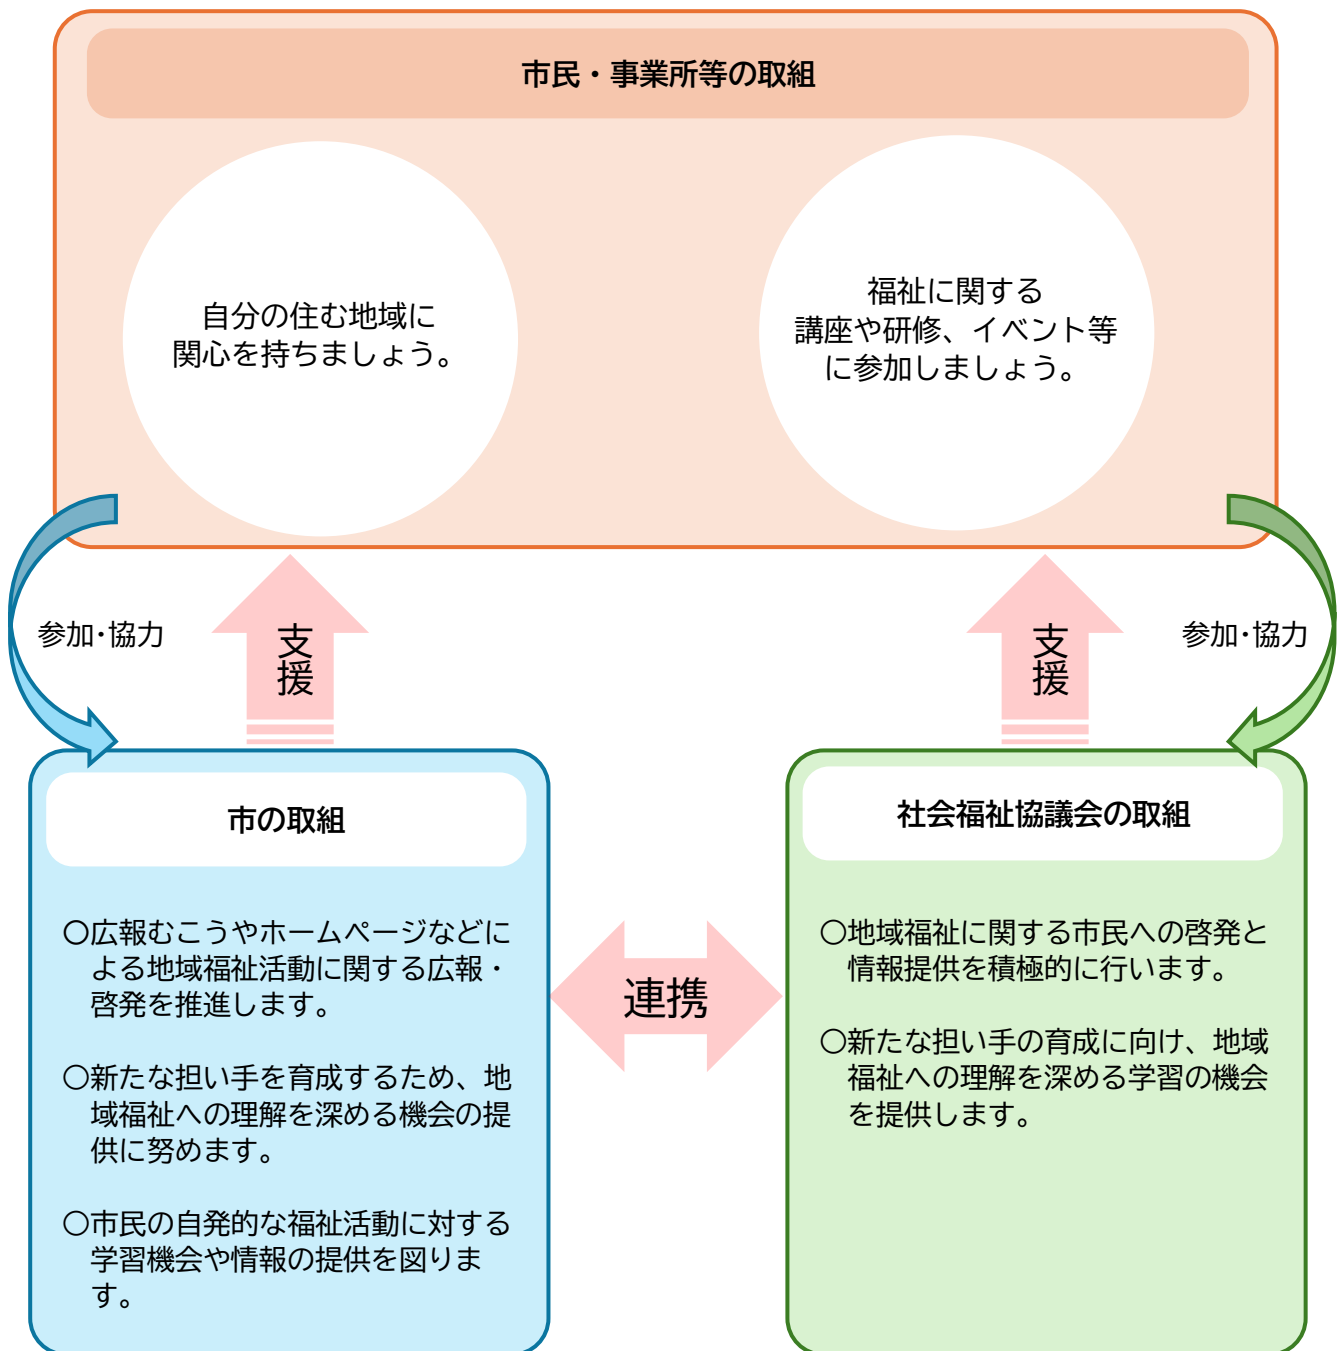 市民・事業所等の取組
自分の住む地域に
関心を持ちましょう。
福祉に関する
講座や研修、イベント等
に参加しましょう。
参加･協力
支援
支援
参加･協力
市の取組
〇広報むこうやホームページなどに
よる地域福祉活動に関する広報・
啓発を推進します。
〇新たな担い手を育成するため、地
域福祉への理解を深める機会の提
供に努めます。
〇市民の自発的な福祉活動に対する
学習機会や情報の提供を図りま
す。
連携
社会福祉協議会の取組
〇地域福祉に関する市民への啓発と
情報提供を積極的に行います。
〇新たな担い手の育成に向け、地域
福祉への理解を深める学習の機会
を提供します。